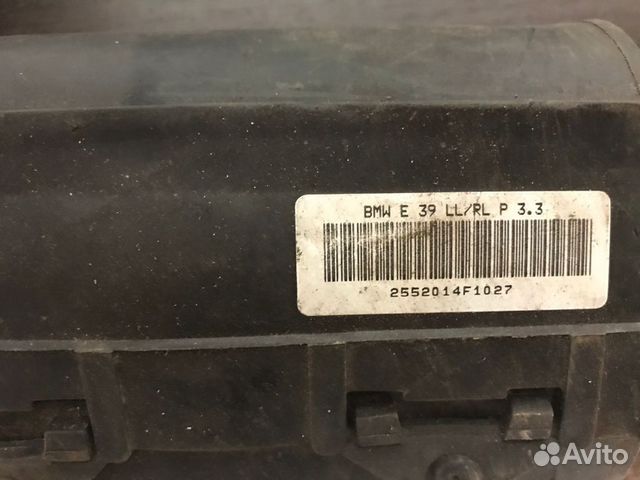 BMW E 39 LL/RL P 3.3
2552014F1027
Avito